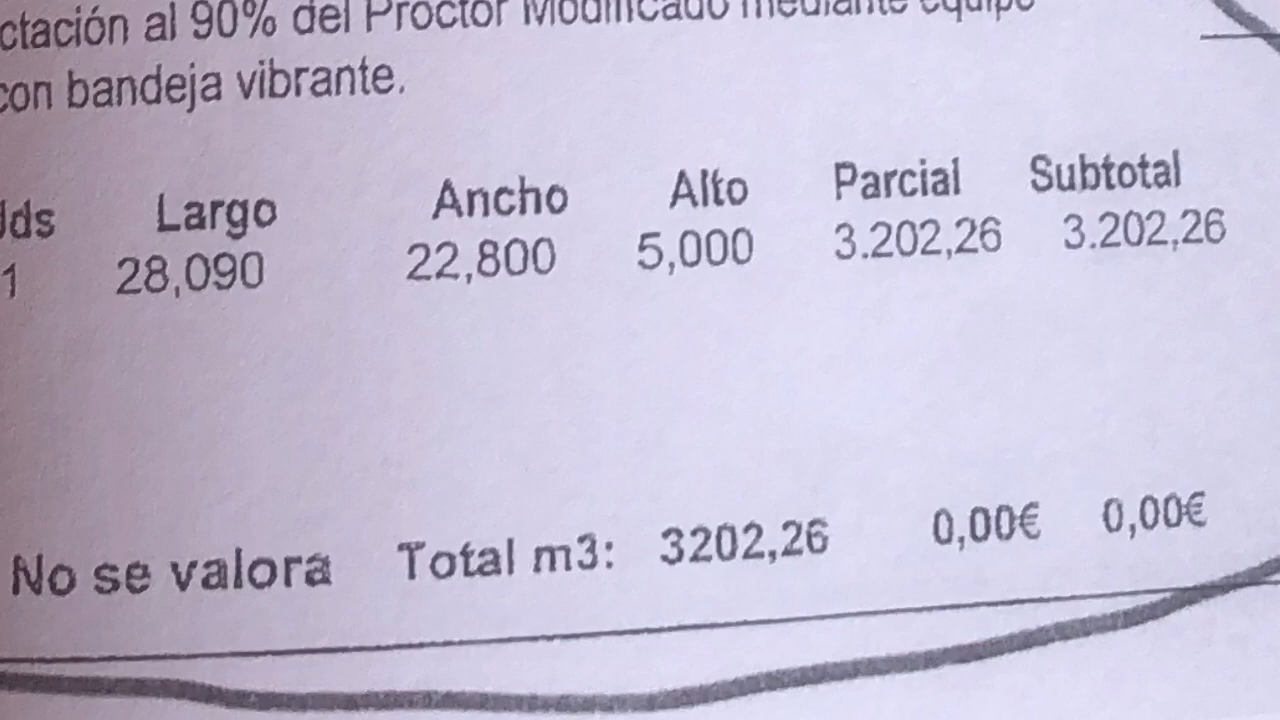 ctación al 90% del Proctor Modificado mediante equipo
con bandeja vibrante.
Uds Largo Ancho Alto Parcial Subtotal
1 28,090 22,800 5,000 3.202,26 3.202,26
No se valora Total m3: 3202,26 0,00€ 0,00€